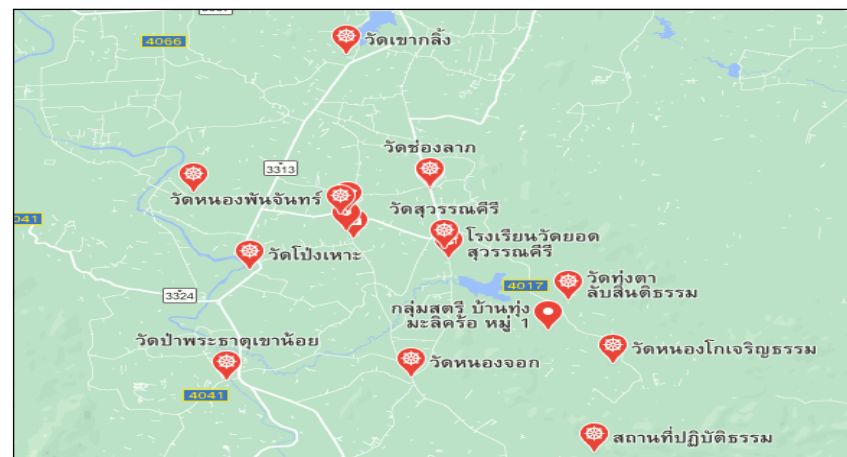 วัดเขากลิ้ง
4066
วัดช่องลาภ
3313
วัดหนองพันจันทร์
041
วัดสุวรรณคีรี
โรงเรียนวัดยอด
สุวรรณคีรี
วัดโป่งเหาะ
วัดทุ่งตา
ลับสันติธรรม
4017
3324
กลุ่มสตรี บ้านทุ่ง
มะลิคร้อ หมู่ 1
วัดป่าพระธาตุเขาน้อย
วัดหนองจอก
วัดหนองโกเจริญธรรม
4041
สถานที่ปฏิบัติธรรม